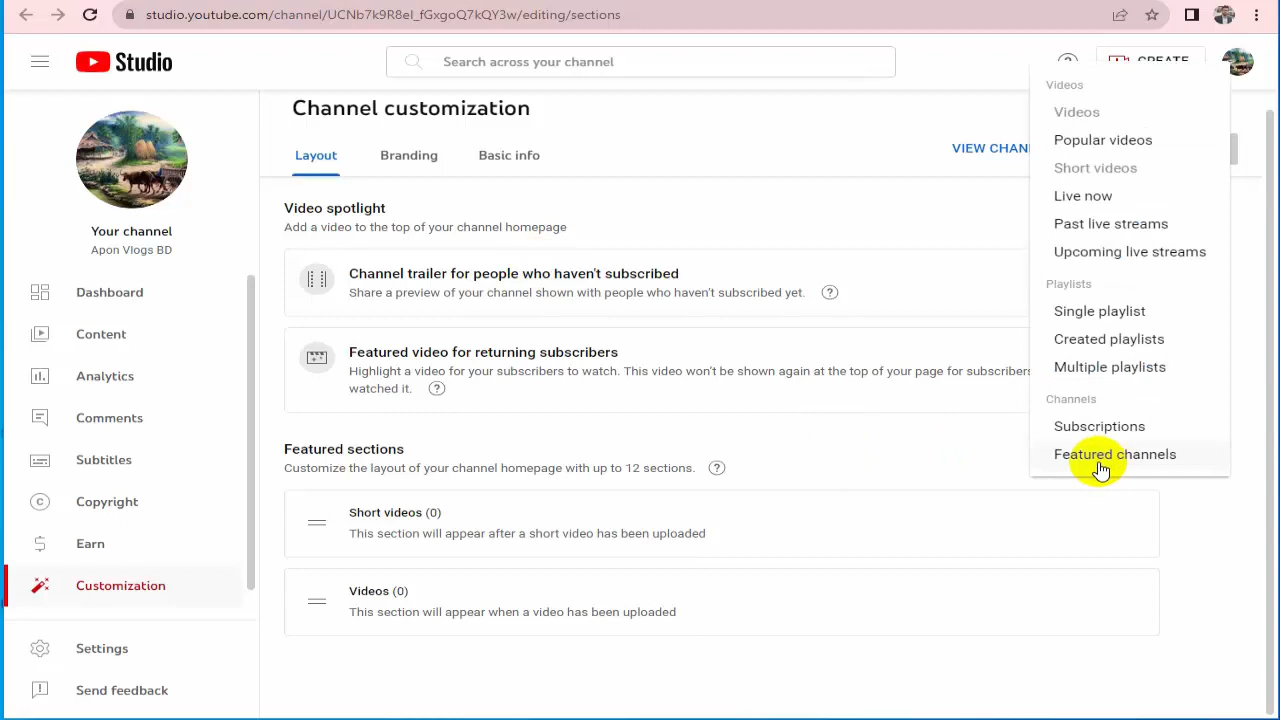 studio.youtube.com/channel/UCNb7k9R8eI_fGxgoQ7kQY3w/editing/sections
Studio
Search across your channel
CREATE
Channel customization
Layout
Branding
Basic info
VIEW CHAN
Your channel
Apon Vlogs BD
Dashboard
Content
Analytics
Comments
Subtitles
Copyright
Earn
Customization
Settings
Send feedback
Video spotlight
Add a video to the top of your channel homepage
Channel trailer for people who haven't subscribed
Share a preview of your channel shown with people who haven't subscribed yet.
Featured video for returning subscribers
Highlight a video for your subscribers to watch. This video won't be shown again at the top of your page for subscribers
watched it.
Featured sections
Customize the layout of your channel homepage with up to 12 sections.
Short videos (0)
This section will appear after a short video has been uploaded
Videos (0)
This section will appear when a video has been uploaded
Videos
Videos
Popular videos
Short videos
Live now
Past live streams
Upcoming live streams
Playlists
Single playlist
Created playlists
Multiple playlists
Channels
Subscriptions
Featured channels